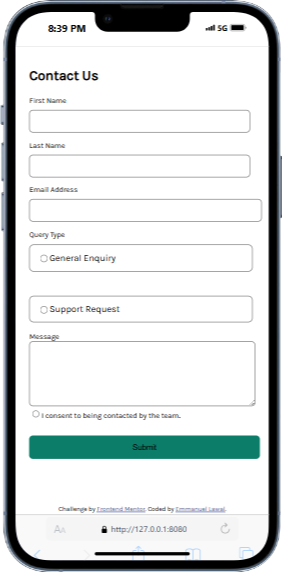 8:39 PM
5G
Contact Us
First Name
Last Name
Email Address
Query Type
General Enquiry
Support Request
Message
I consent to being contacted by the team.
Submit
Challenge by Frontend Mentor. Coded by Emmanuel Lawal.
AA
http://127.0.0.1:8080